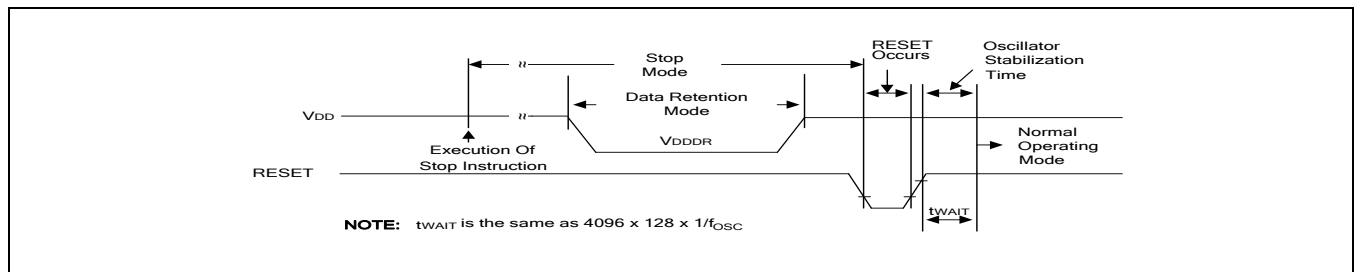 RESET
Occurs
Oscillator
Stabilization
Time
Stop
Mode
Data Retention
Mode
VDD
VDDDR
Execution Of
Stop Instruction
Normal
Operating
Mode
RESET
tWAIT
NOTE: tWAIT is the same as 4096 x 128 x 1/fOSC